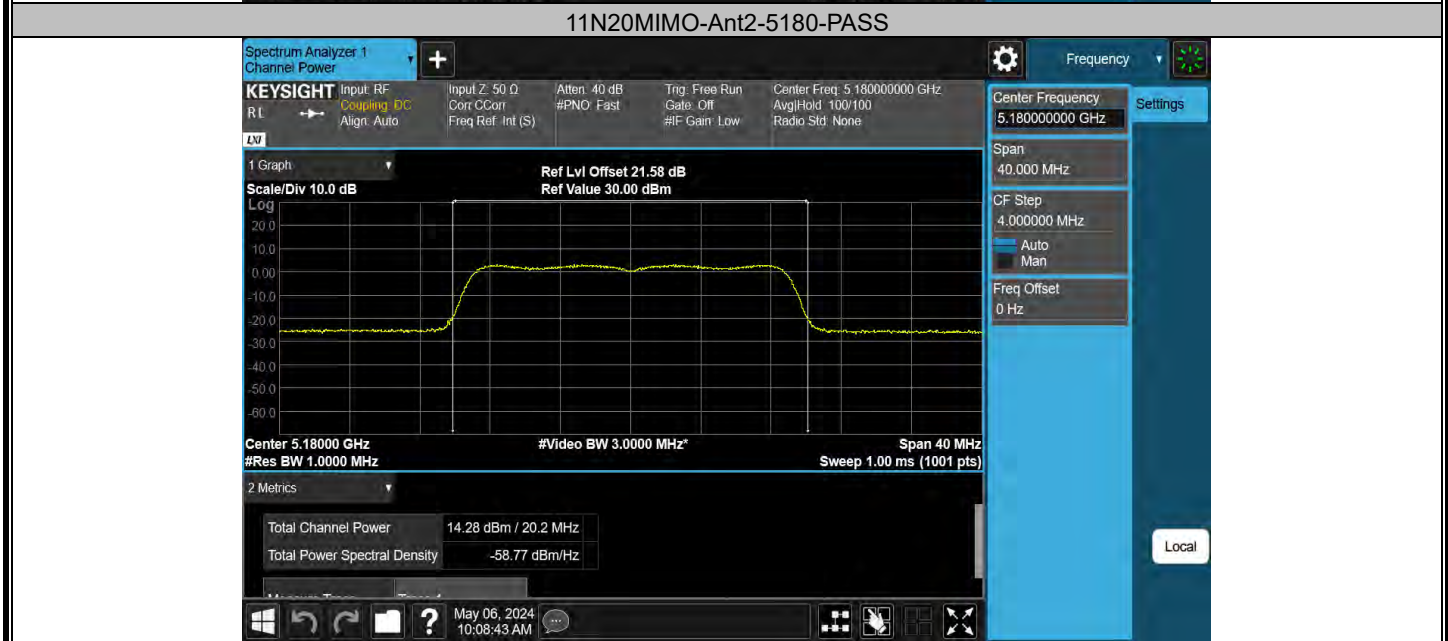 11N20MIMO-Ant2-5180-PASS
Spectrum Analyzer 1
Channel Power
+
Frequency
KEYSIGHT
RL
LXI
Input: RF
Coupling: DC
Align: Auto
Input Z: 50 Ω
Corr CCorr
Freq Ref: Int (S)
Atten: 40 dB
#PNO: Fast
Trig: Free Run
Gate: Off
#IF Gain: Low
Center Freq: 5.180000000 GHz
Avg|Hold: 100/100
Radio Std: None
Center Frequency
5.180000000 GHz
Settings
Span
40.000 MHz
CF Step
4.000000 MHz
Auto
Man
Freq Offset
0 Hz
1 Graph
Scale/Div 10.0 dB
Ref Lvl Offset 21.58 dB
Ref Value 30.00 dBm
Log
20.0
10.0
0.00
-10.0
-20.0
-30.0
-40.0
-50.0
-60.0
Center 5.18000 GHz
#Res BW 1.0000 MHz
#Video BW 3.0000 MHz*
Span 40 MHz
Sweep 1.00 ms (1001 pts)
2 Metrics
Total Channel Power 14.28 dBm / 20.2 MHz
Total Power Spectral Density -58.77 dBm/Hz
Local
?
May 06, 2024
10:08:43 AM